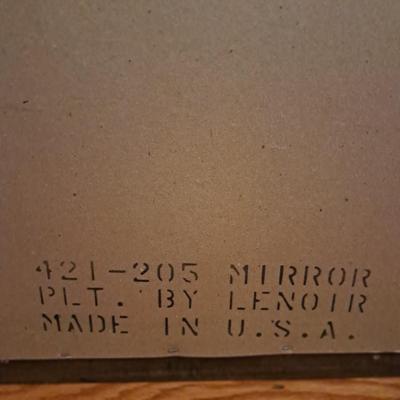 421-205 MIRROR
PLT. BY LENOIR
MADE IN U.S.A.